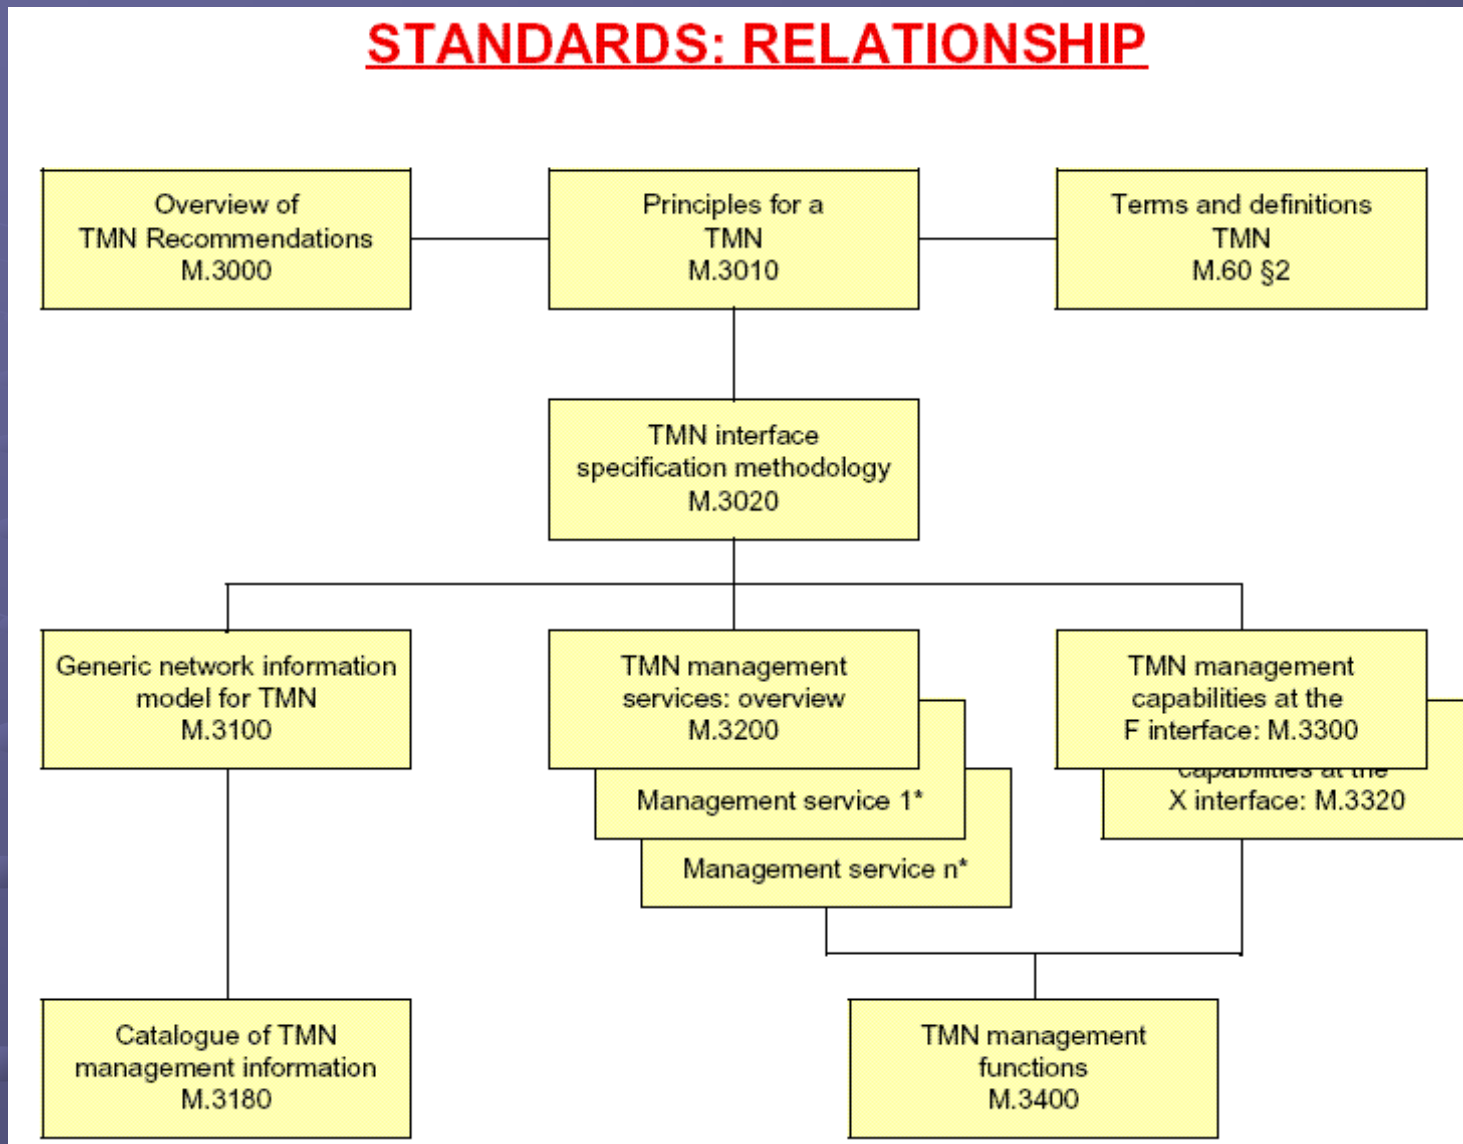 STANDARDS: RELATIONSHIP
Overview of
TMN Recommendations
M.3000
Principles for a
TMN
M.3010
Terms and definitions
TMN
M.60 §2
TMN interface
specification methodology
M.3020
Generic network information
model for TMN
M.3100
TMN management
services: overview
M.3200
Management service 1*
Management service n*
TMN management
capabilities at the
F interface: M.3300
capabilities at the
X interface: M.3320
Catalogue of TMN
management information
M.3180
TMN management
functions
M.3400